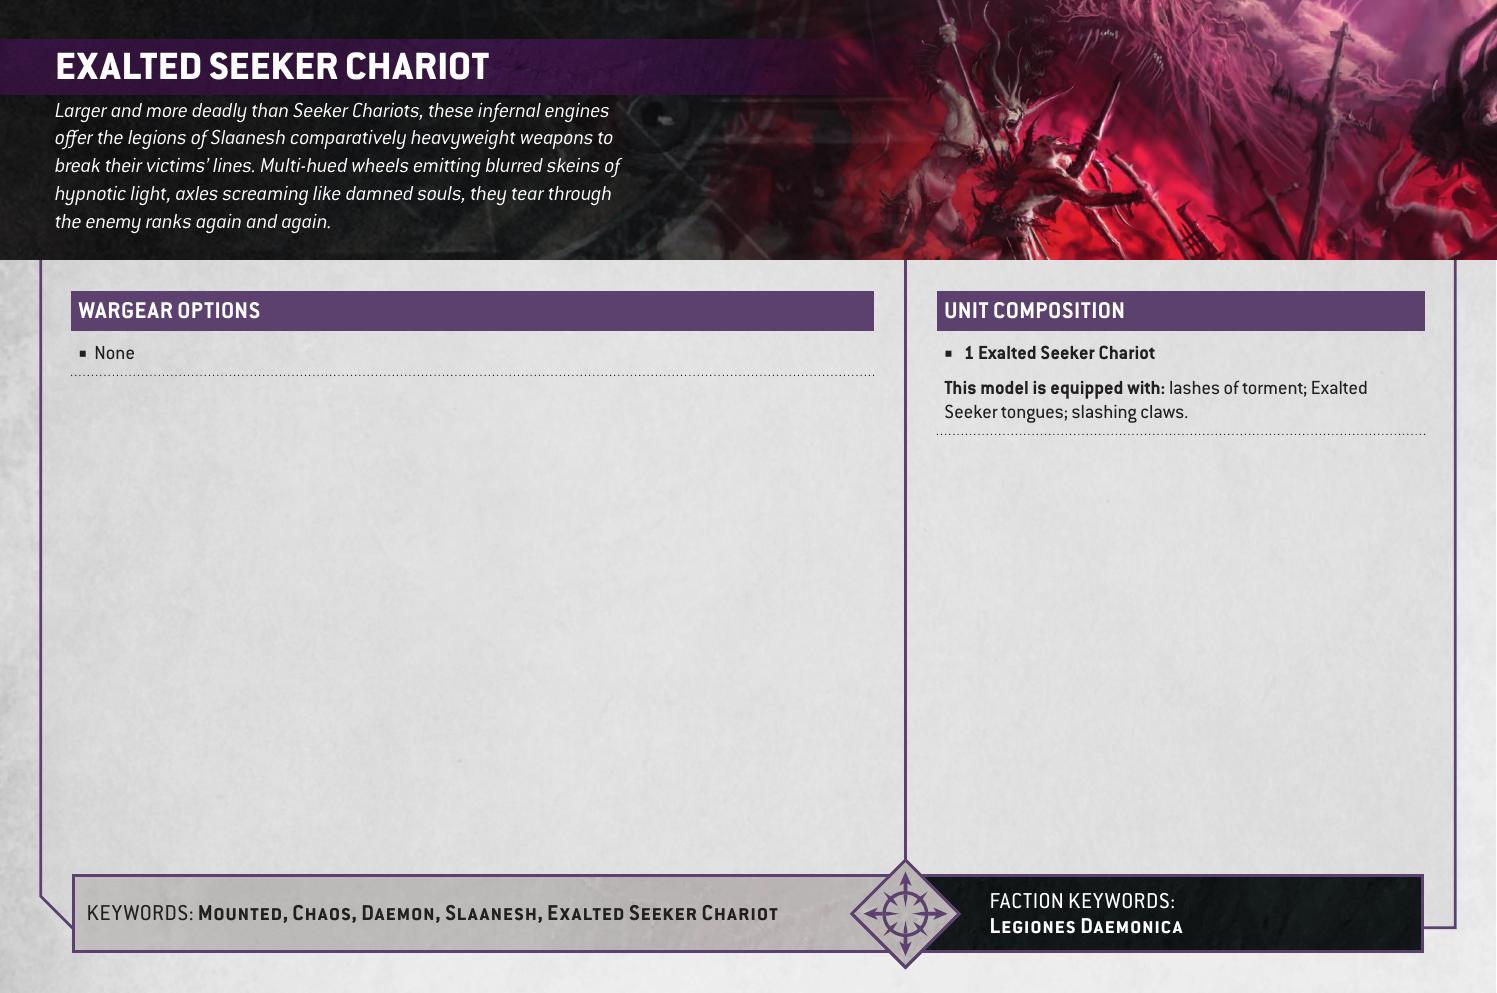 EXALTED SEEKER CHARIOT
Larger and more deadly than Seeker Chariots, these infernal engines
offer the legions of Slaanesh comparatively heavyweight weapons to
break their victims’ lines. Multi-hued wheels emitting blurred skeins of
hypnotic light, axles screaming like damned souls, they tear through
the enemy ranks again and again.
WARGEAR OPTIONS
▪ None
UNIT COMPOSITION
▪ 1 Exalted Seeker Chariot
This model is equipped with: lashes of torment; Exalted
Seeker tongues; slashing claws.
KEYWORDS: Mounted, Chaos, Daemon, Slaanesh, Exalted Seeker Chariot
FACTION KEYWORDS:
Legiones Daemonica